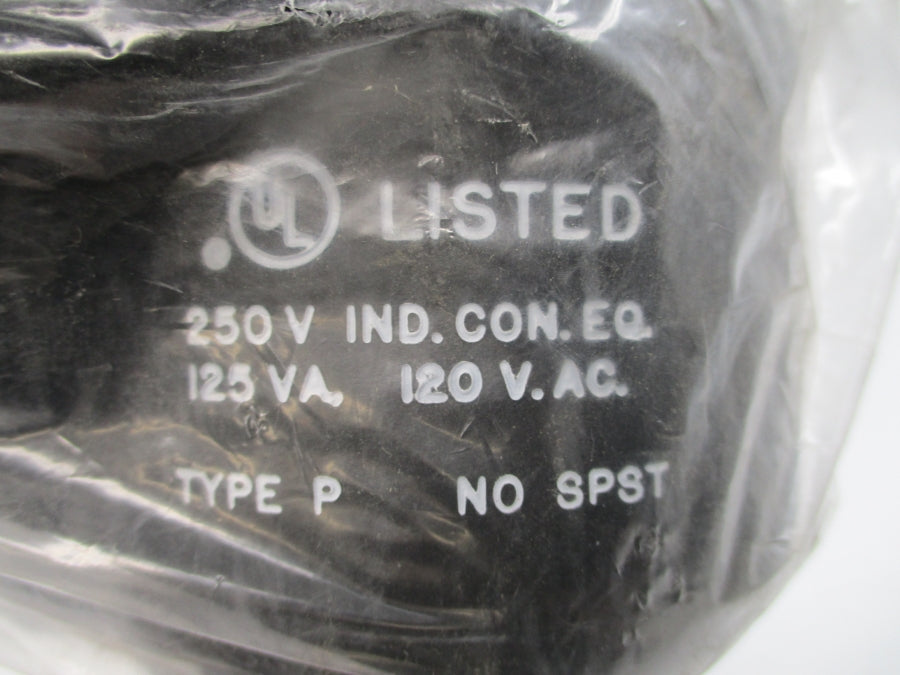 UL LISTED
250 V IND. CON. EQ.
125 VA. 120 V. AC.
TYPE P NO SPST